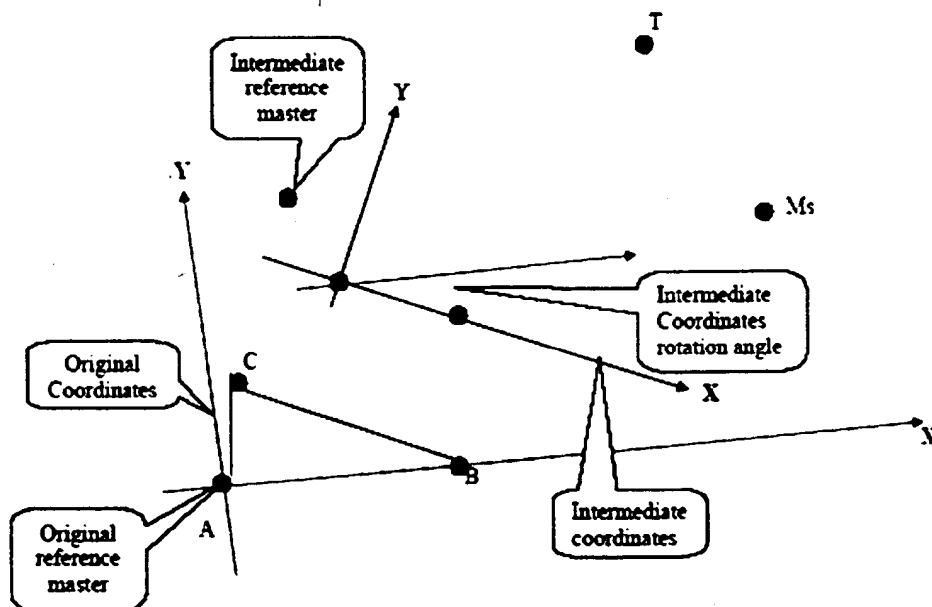 T
Intermediate
reference
master
Y
Y
Ms
Intermediate
Coordinates
rotation angle
Original
Coordinates
C
X
X
B
A
Intermediate
coordinates
Original
reference
master